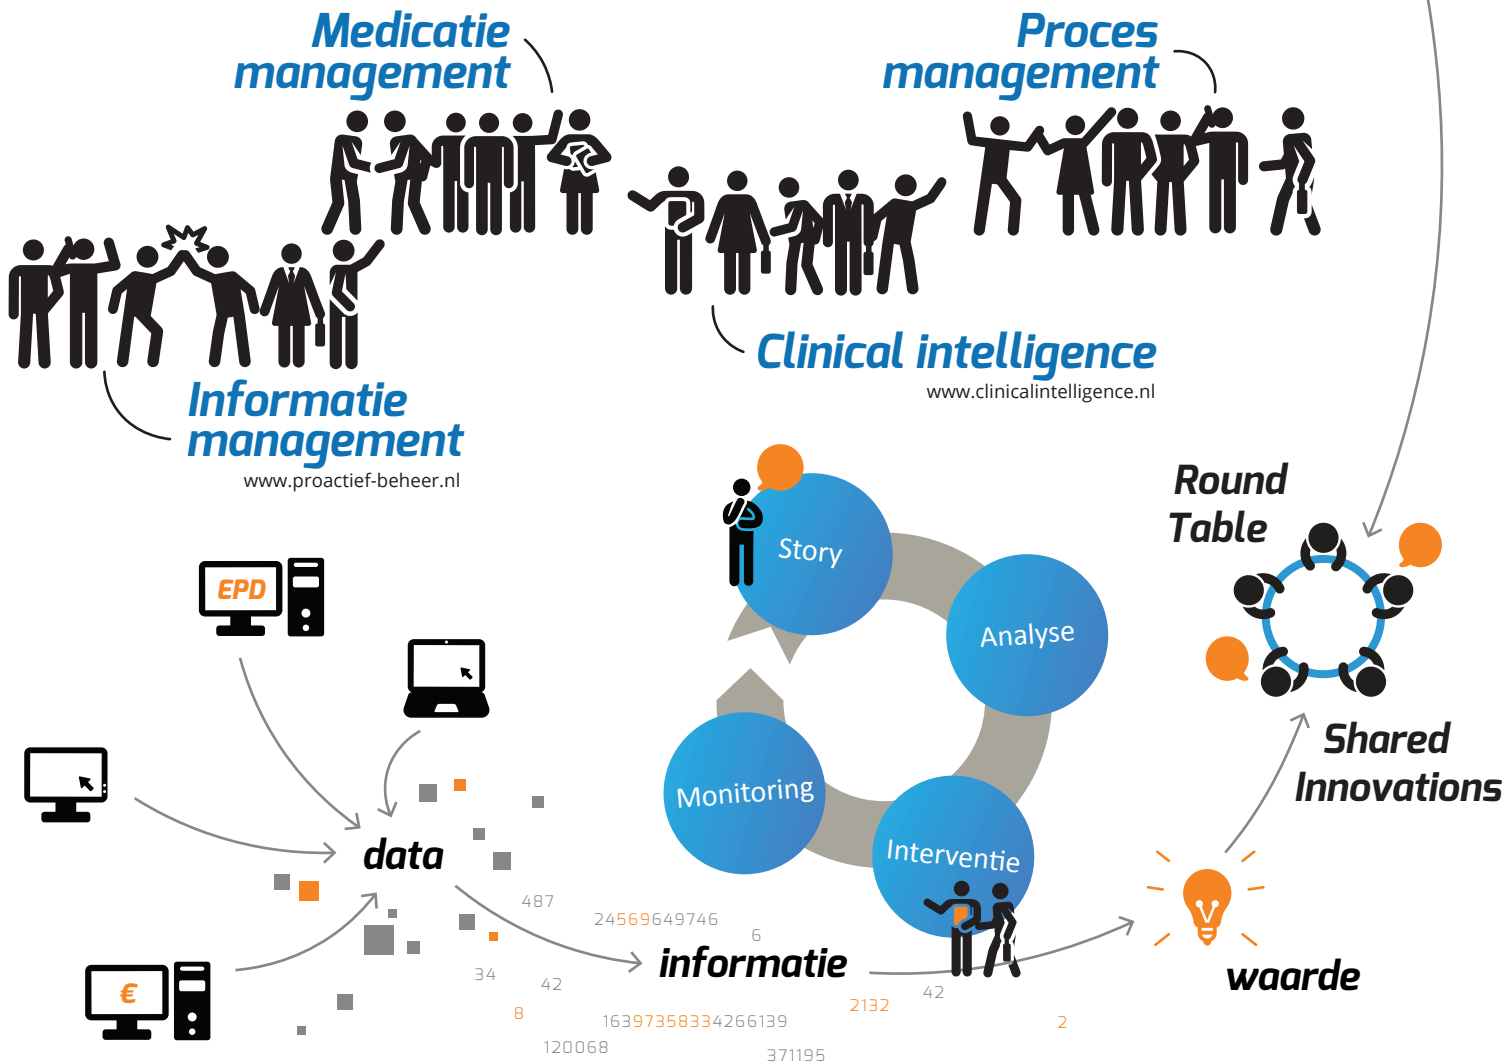 Medicatie
management
Proces
management
Clinical intelligence
www.clinicalintelligence.nl
Informatie
management
www.proactief-beheer.nl
Round
Table
Story
EPD
Analyse
Shared
Innovations
Monitoring
Interventie
data
487
24569649746
6
informatie
waarde
34
42
42
€
8
2132
2
16397358334266139
120068
371195